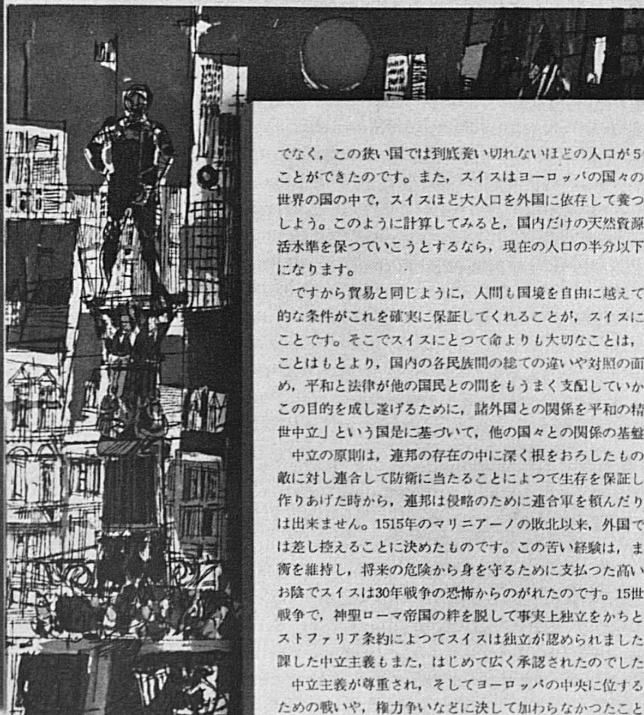 でなく，この狭い国では到底養い切れないほどの人口が5
ことができたのです。また，スイスはヨーロッパの国々の
世界の国の中で，スイスほど大人口を外国に依存して養つ
しよう。このように計算してみると，国内だけの天然資源
活水準を保つていこうとするなら，現在の人口の半分以下
になります。
ですから貿易と同じように，人間も国境を自由に越えて
的な条件がこれを確実に保証してくれることが，スイスに
ことです。そこでスイスにとつて命よりも大切なことは，
ことはもとより，国内の各民族間の総ての違いや対照の面
め，平和と法律が他の国民との間をもうまく支配していか
この目的を成し遂げるために，諸外国との関係を平和の精
世中立」という国是に基づいて，他の国々との関係の基盤
中立の原則は，連邦の存在の中に深く根をおろしたもの
敵に対し連合して防衛に当たることによつて生存を保証し
作りあげた時から，連邦は侵略のために連合軍を頼んだり
は出来ません。1515年のマリニアーノの敗北以来，外国で
は差し控えることに決めたものです。この苦い経験は，ま
衡を維持し，将来の危険から身を守るために支払つた高い
お陰でスイスは30年戦争の恐怖からのがれたのです。15世
戦争で，神聖ローマ帝国の絆を脱して事実上独立をかちと
ストファリア条約によつてスイスは独立が認められました
課した中立主義もまた，はじめて広く承認されたのでした
中立主義が尊重され，そしてヨーロッパの中央に位する
ための戦いや，権力争いなどに決して加わらなかつたこと